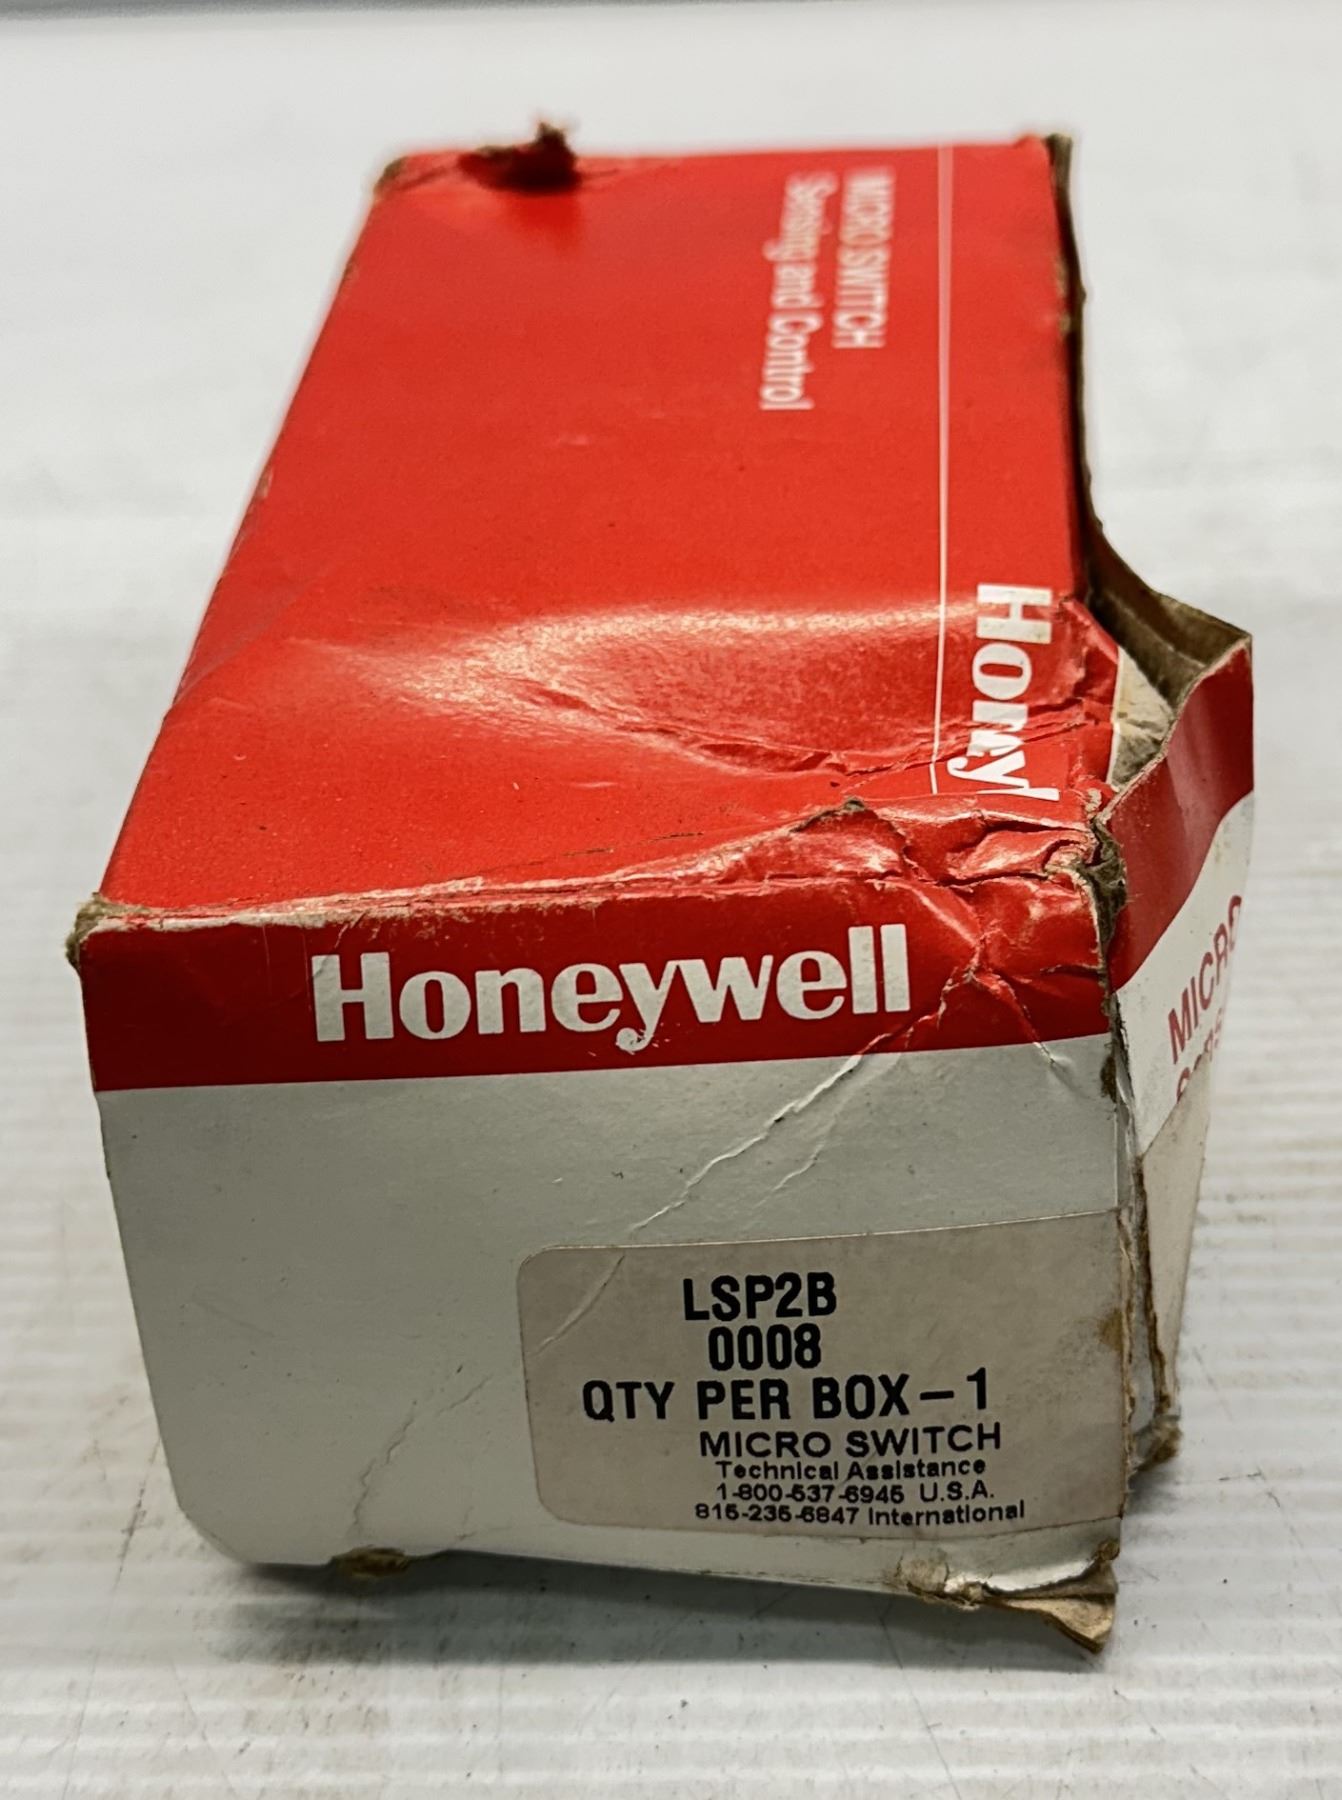 MICRO SWITCH
Sensing and Control
Honeywell
LSP2B
0008
QTY PER BOX-1
MICRO SWITCH
Technical Assistance
1-800-537-6945 U.S.A.
815-235-6847 International
MICRO